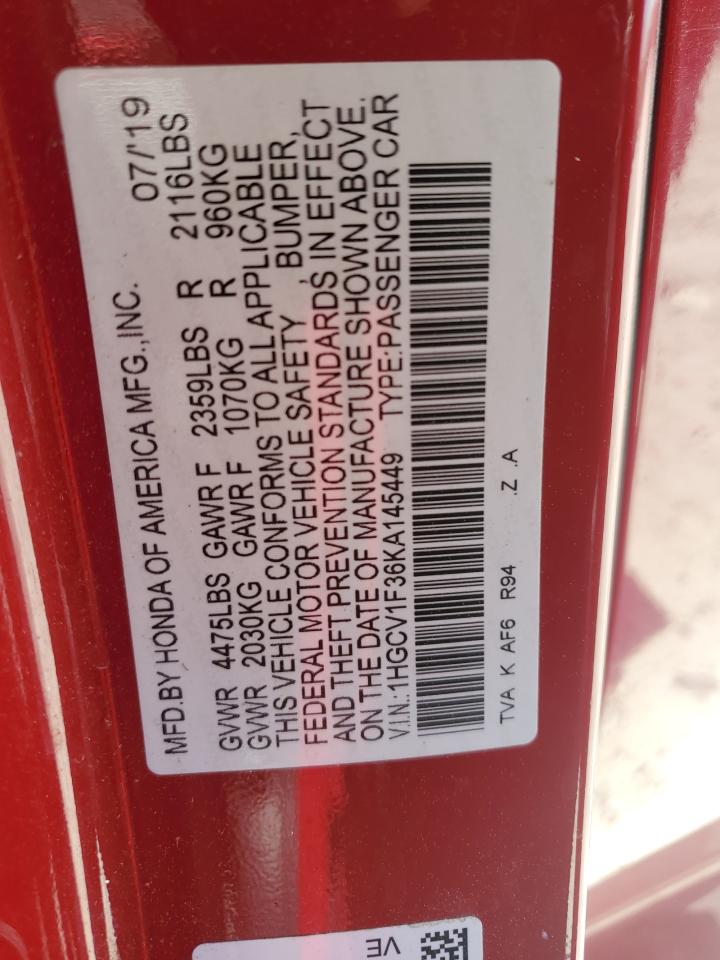 MFD.BY HONDA OF AMERICA MFG.,INC. 07/'19
GVWR 4475LBS GAWR F 2359LBS R 2116LBS
GVWR 2030KG GAWR F 1070KG R 960KG
THIS VEHICLE CONFORMS TO ALL APPLICABLE
FEDERAL MOTOR VEHICLE SAFETY , BUMPER,
AND THEFT PREVENTION STANDARDS IN EFFECT
ON THE DATE OF MANUFACTURE SHOWN ABOVE.
V.I.N.:1HGCV1F36KA145449 TYPE:PASSENGER CAR
TVA K AF6 R94 .Z .A
VE